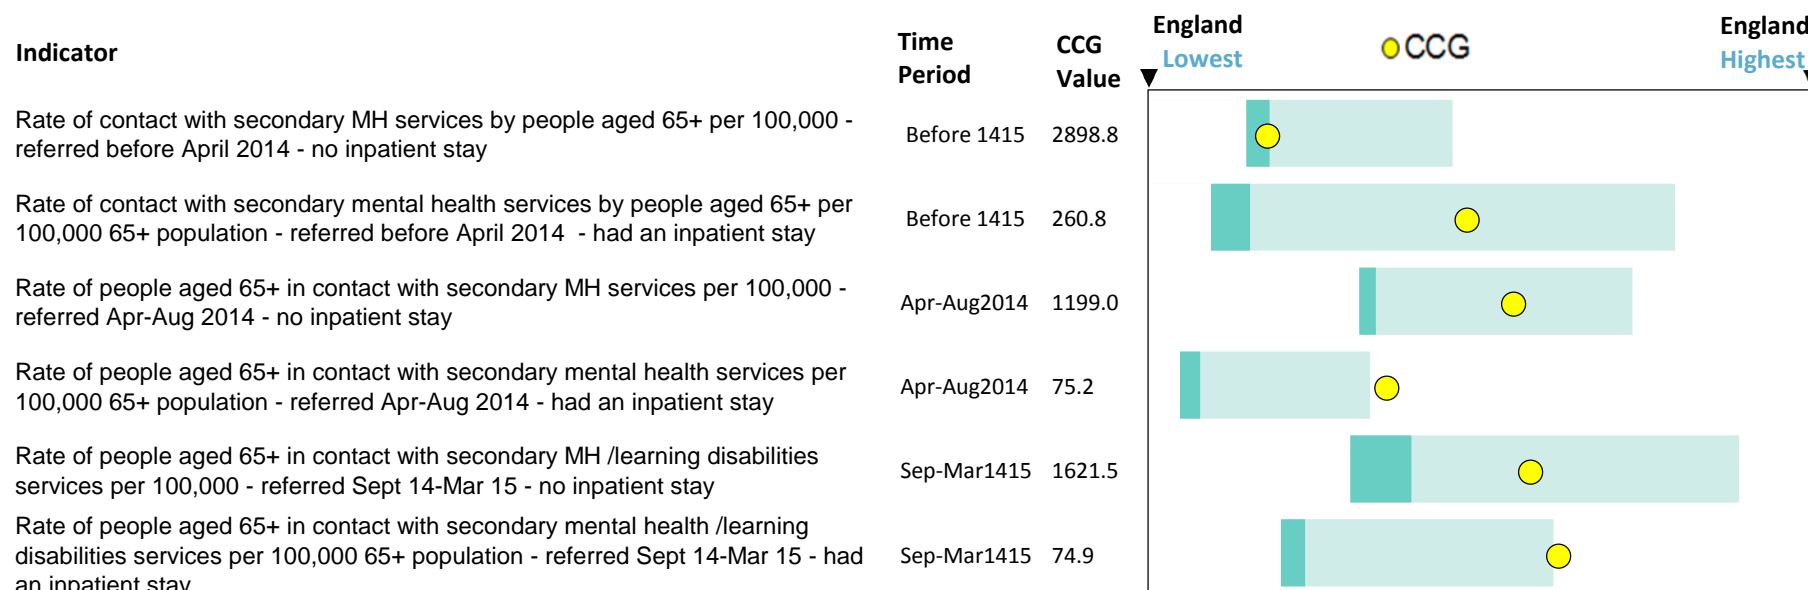 Indicator
Time Period
CCG Value
England Lowest
CCG
England Highest
Rate of contact with secondary MH services by people aged 65+ per 100,000 -
referred before April 2014 - no inpatient stay
Before 1415 2898.8
Rate of contact with secondary mental health services by people aged 65+ per
100,000 65+ population - referred before April 2014 - had an inpatient stay
Before 1415 260.8
Rate of people aged 65+ in contact with secondary MH services per 100,000 -
referred Apr-Aug 2014 - no inpatient stay
Apr-Aug2014 1199.0
Rate of people aged 65+ in contact with secondary mental health services per
100,000 65+ population - referred Apr-Aug 2014 - had an inpatient stay
Apr-Aug2014 75.2
Rate of people aged 65+ in contact with secondary MH /learning disabilities
services per 100,000 - referred Sept 14-Mar 15 - no inpatient stay
Sep-Mar1415 1621.5
Rate of people aged 65+ in contact with secondary mental health /learning
disabilities services per 100,000 65+ population - referred Sept 14-Mar 15 - had
an inpatient stay
Sep-Mar1415 74.9